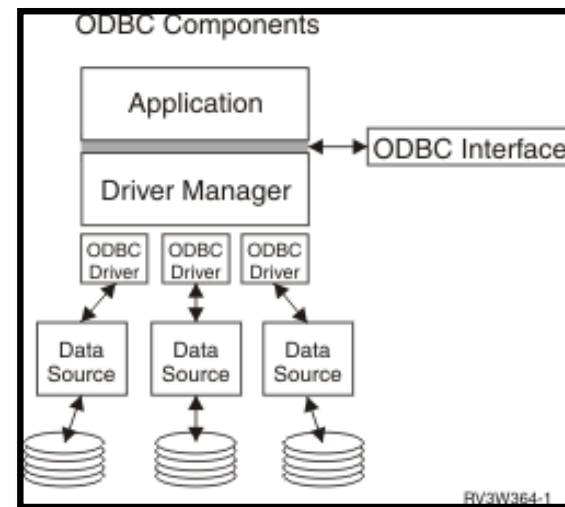 ODBC Components
Application
ODBC Interface
Driver Manager
ODBC
Driver
ODBC
Driver
ODBC
Driver
Data
Source
Data
Source
Data
Source
RV3W364-1